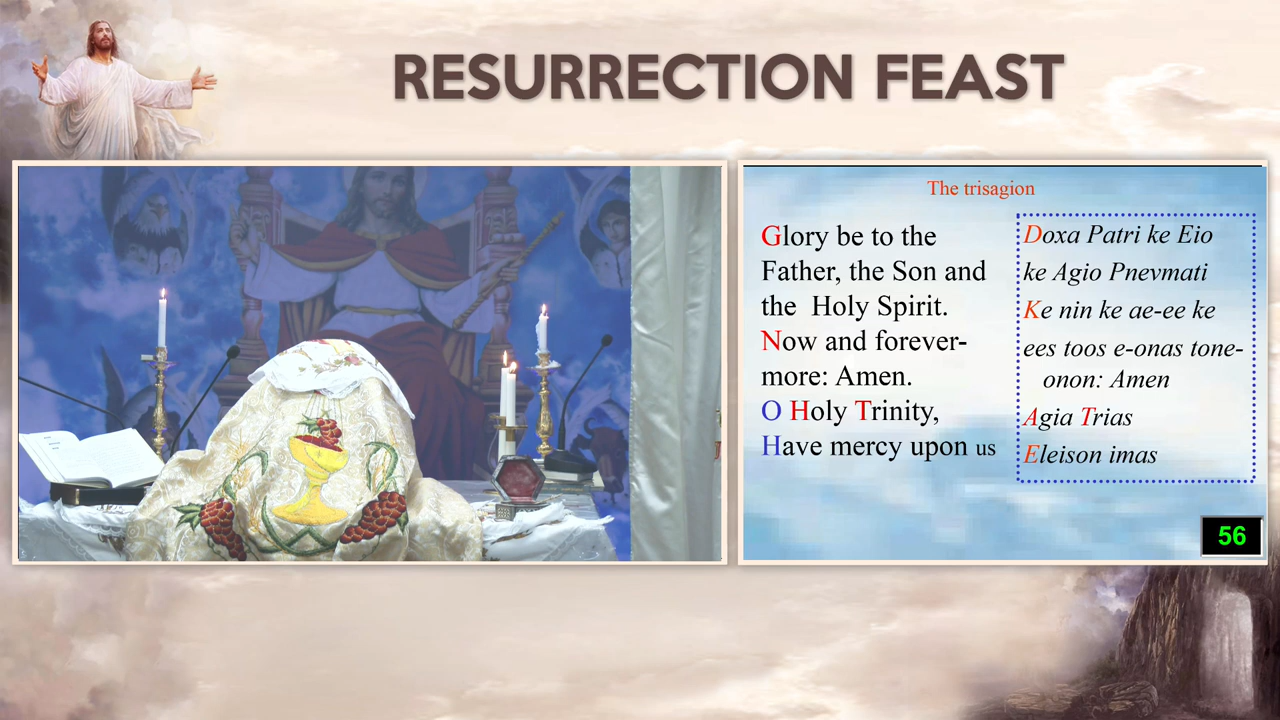 RESURRECTION FEAST
The trisagion
Glory be to the
Father, the Son and
the Holy Spirit.
Now and forever-
more: Amen.
O Holy Trinity,
Have mercy upon us
Doxa Patri ke Eio
ke Agio Pnevmati
Ke nin ke ae-ee ke
ees toos e-onas tone-
onon: Amen
Agia Trias
Eleison imas
56